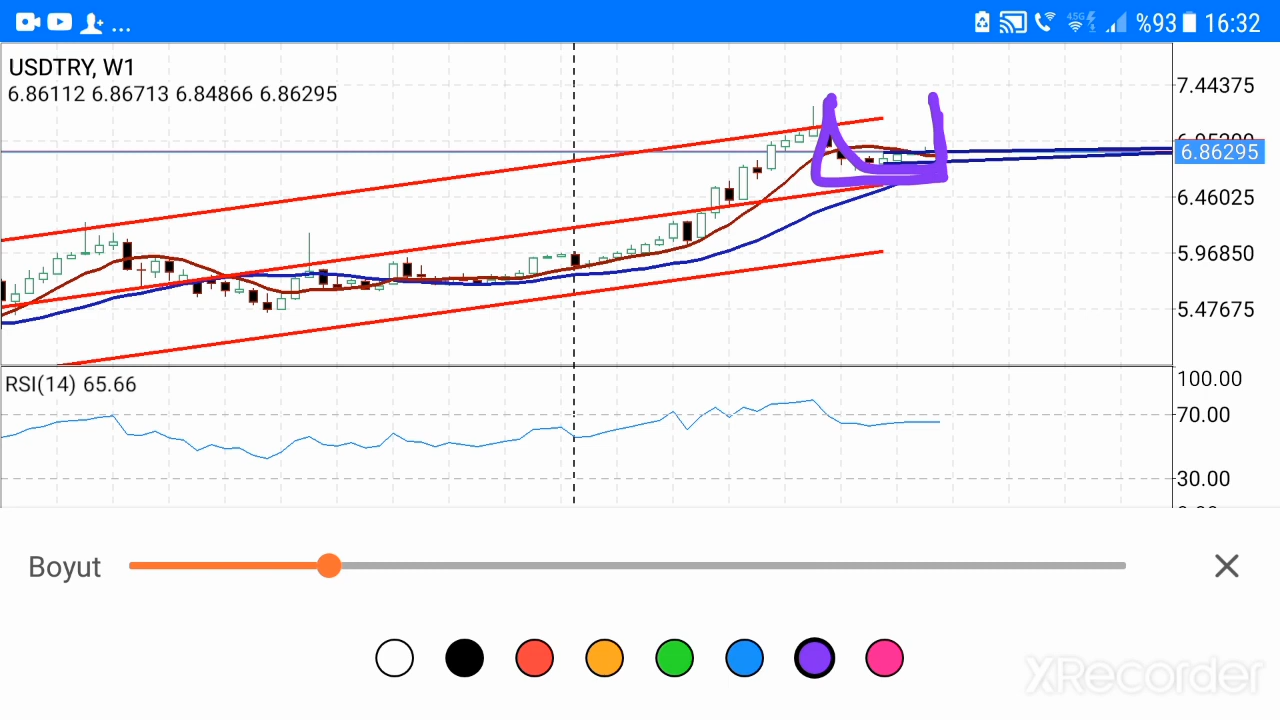 ... %93 16:32
USDTRY, W1
6.86112 6.86713 6.84866 6.86295
7.44375
6.86295
6.46025
5.96850
5.47675
RSI(14) 65.66
100.00
70.00
30.00
Boyut
XRecorder